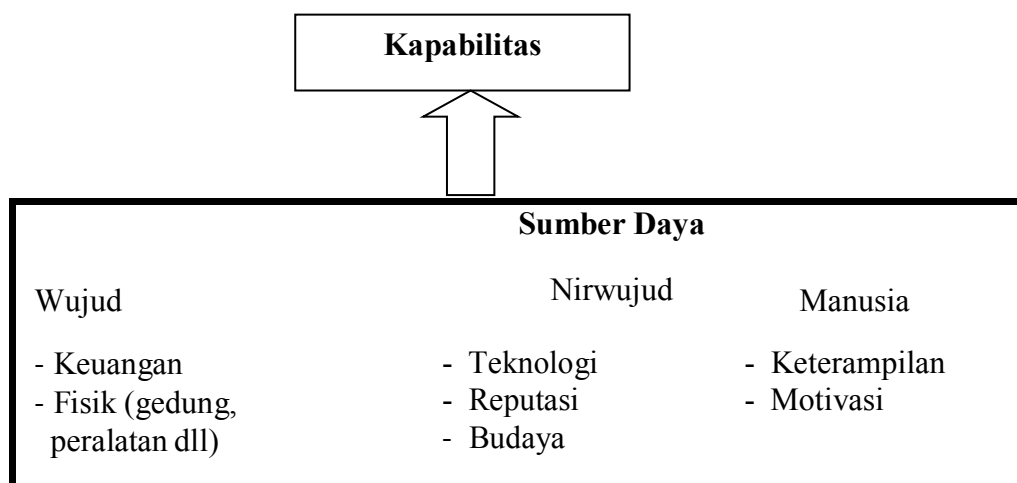 Kapabilitas
Sumber Daya
Wujud
- Keuangan
- Fisik (gedung,
peralatan dll)
Nirwujud
- Teknologi
- Reputasi
- Budaya
Manusia
- Keterampilan
- Motivasi